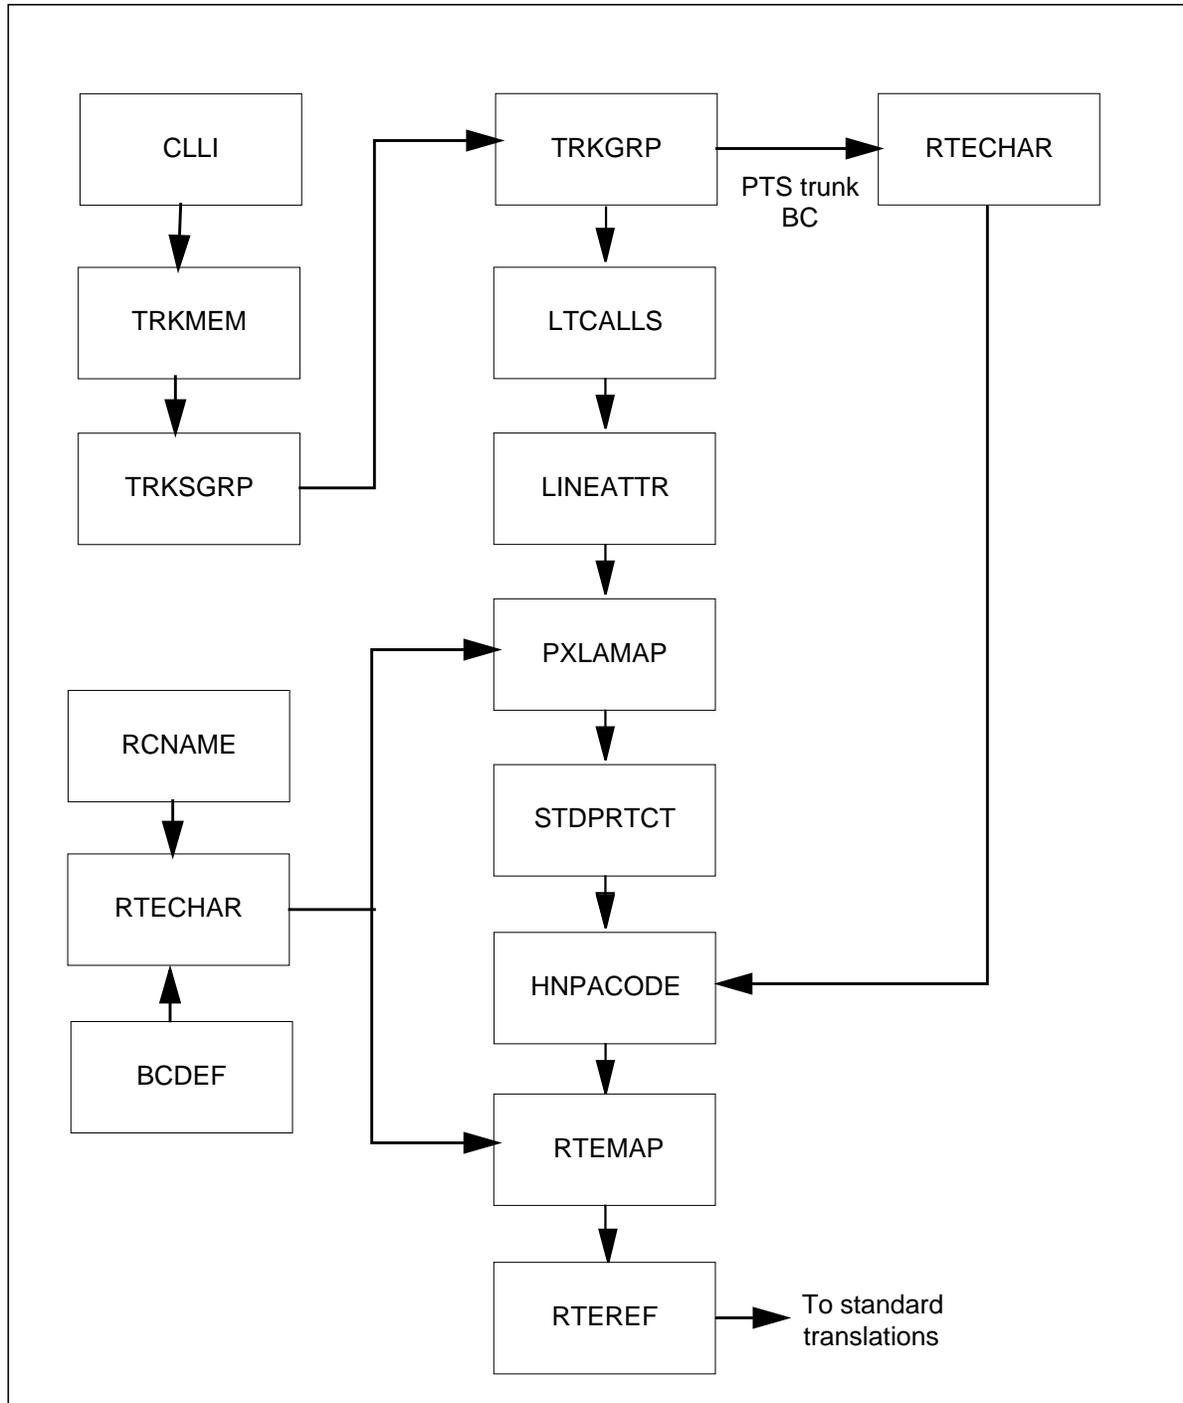 CLLI
TRKGRP
RTECHAR
PTS trunk
BC
TRKMEM
LTCALLS
TRKSGRP
LINEATTR
PXLAMAP
RCNAME
STDPRTCT
RTECHAR
HNPACODE
BCDEF
RTEMAP
RTEREF
To standard
translations